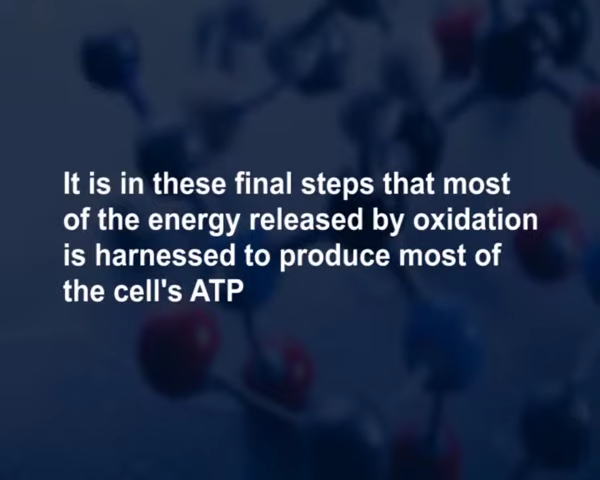 It is in these final steps that most
of the energy released by oxidation
is harnessed to produce most of
the cell's ATP